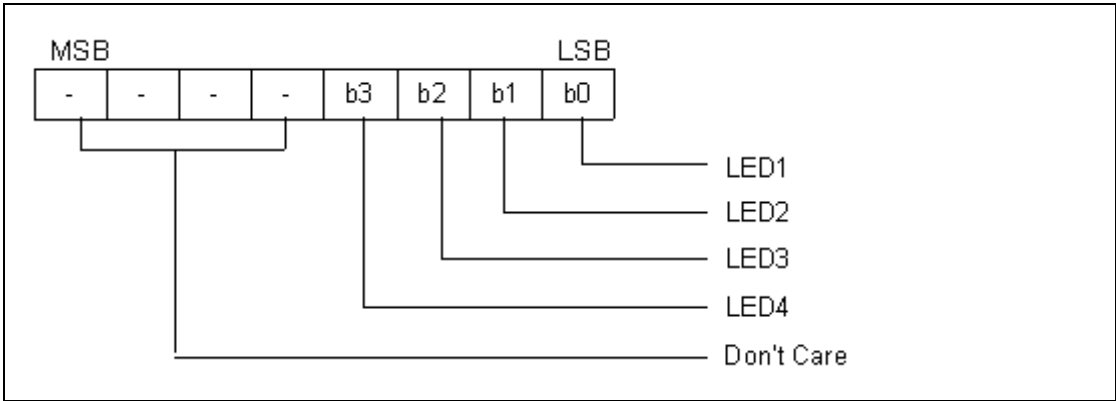 MSB LSB
- - - - b3 b2 b1 b0
LED1
LED2
LED3
LED4
Don't Care